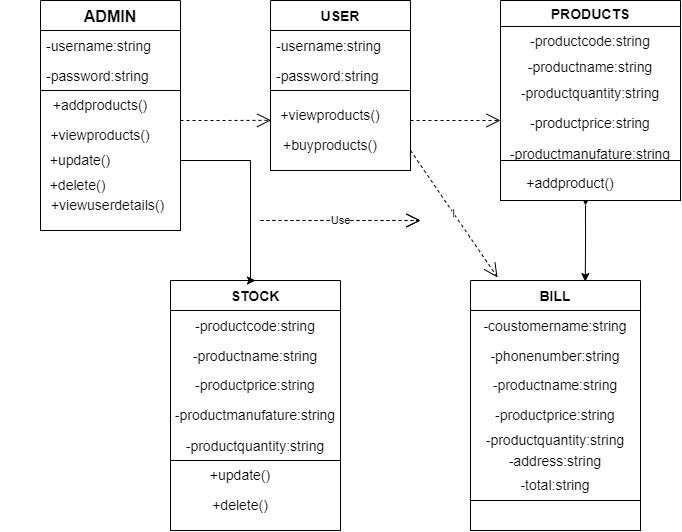 ADMIN
-username:string
-password:string
+addproducts()
+viewproducts()
+update()
+delete()
+viewuserdetails()
USER
-username:string
-password:string
+viewproducts()
+buyproducts()
PRODUCTS
-productcode:string
-productname:string
-productquantity:string
-productprice:string
-productmanufature:string
+addproduct()
Use
STOCK
-productcode:string
-productname:string
-productprice:string
-productmanufature:string
-productquantity:string
+update()
+delete()
BILL
-coustomername:string
-phonenumber:string
-productname:string
-productprice:string
-productquantity:string
-address:string
-total:string